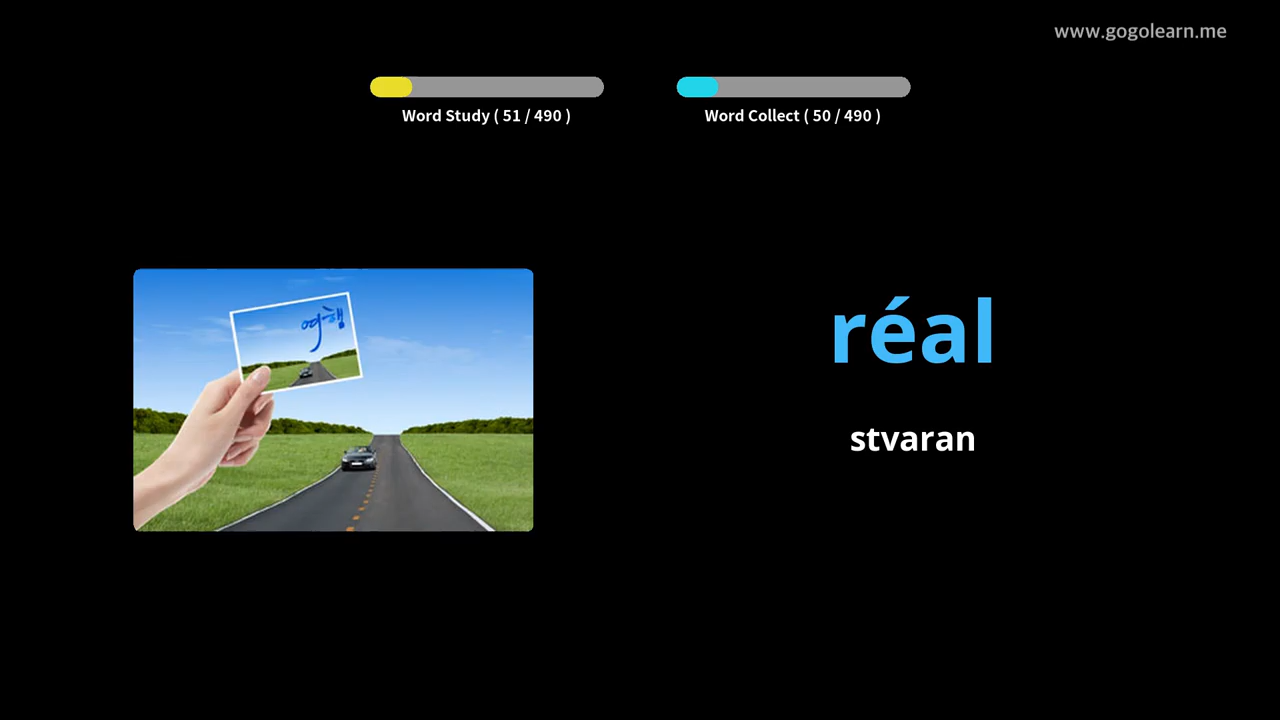 www.gogolearn.me
Word Study ( 51 / 490 )
Word Collect ( 50 / 490 )
여행
réal
stvaran